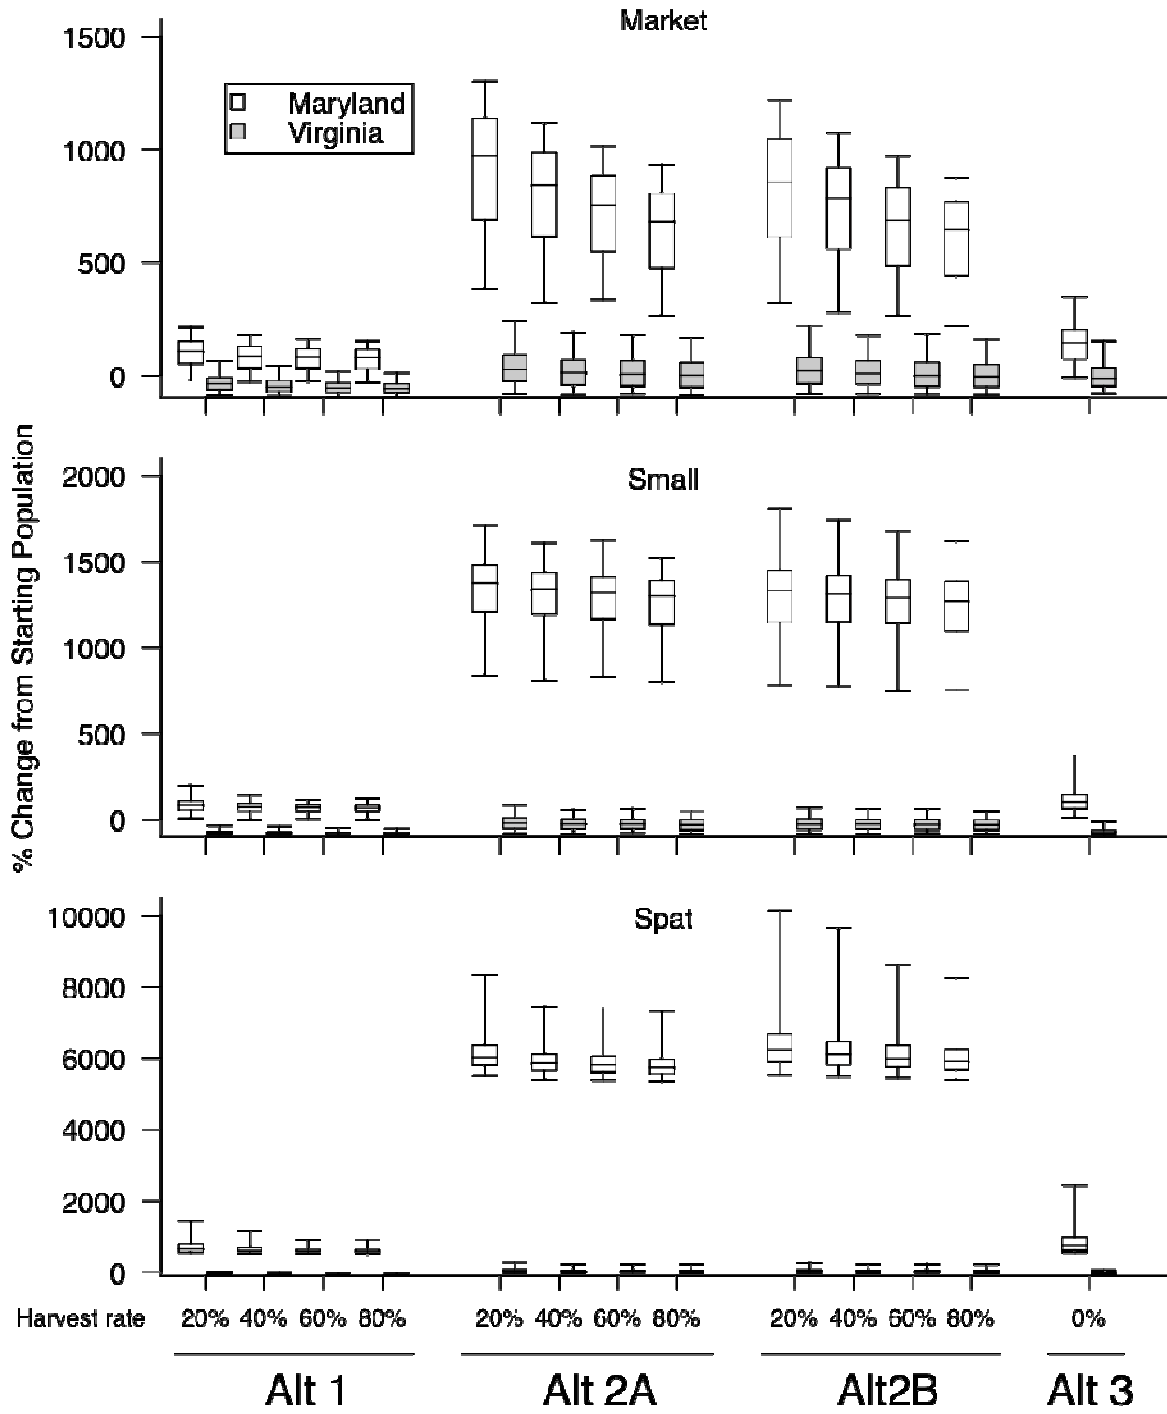 Market
1500
1000
500
0
Maryland
Virginia
% Change from Starting Population
Small
2000
1500
1000
500
0
Spat
10000
8000
6000
4000
2000
0
Harvest rate 20% 40% 60% 80% 20% 40% 60% 80% 20% 40% 60% 80% 0%
Alt 1 Alt 2A Alt2B Alt 3